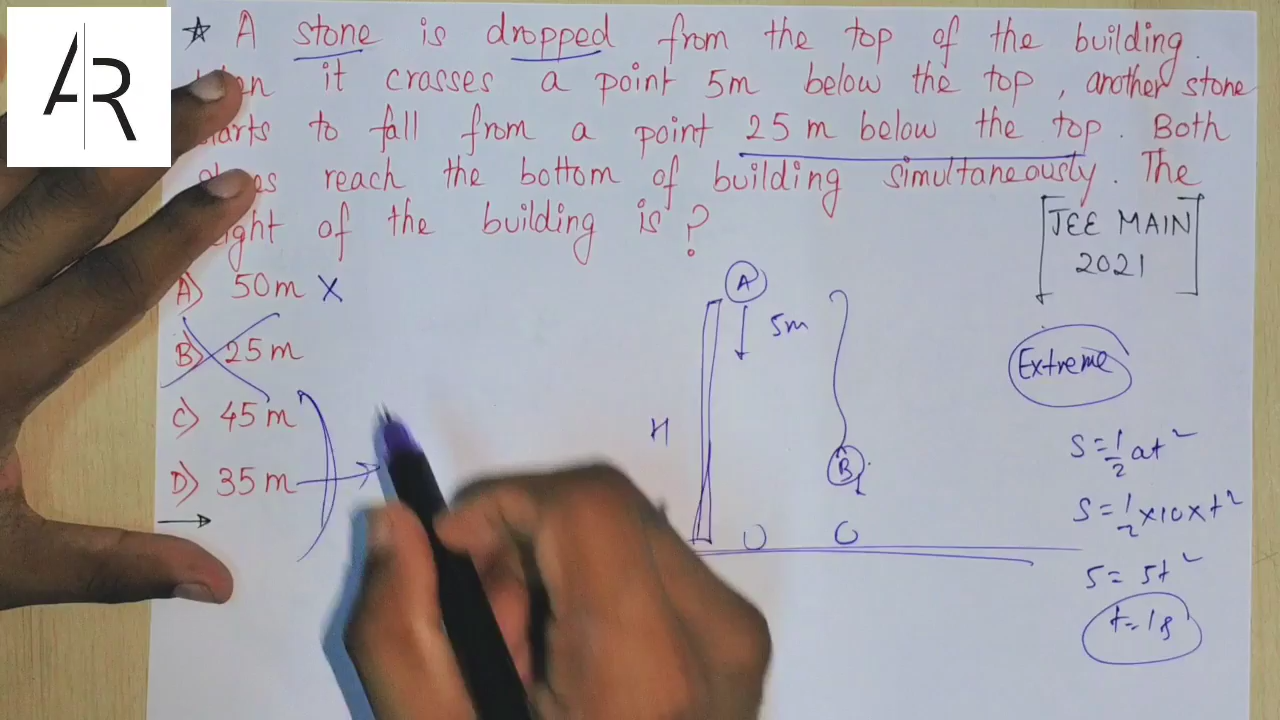 AR
A stone is dropped from the top of the building.
it crosses a point 5m below the top, another stone
to fall from a point 25 m below the top. Both
reach the bottom of building simultaneously. The
of the building is?
JEE MAIN
2021
A) 50m X
B) 25m
C) 45m
D) 35m
A
5m
H
B
Extreme
S = 1/2 at²
S = 1/2 × 10 × t²
5 = 5t²
t = 1s